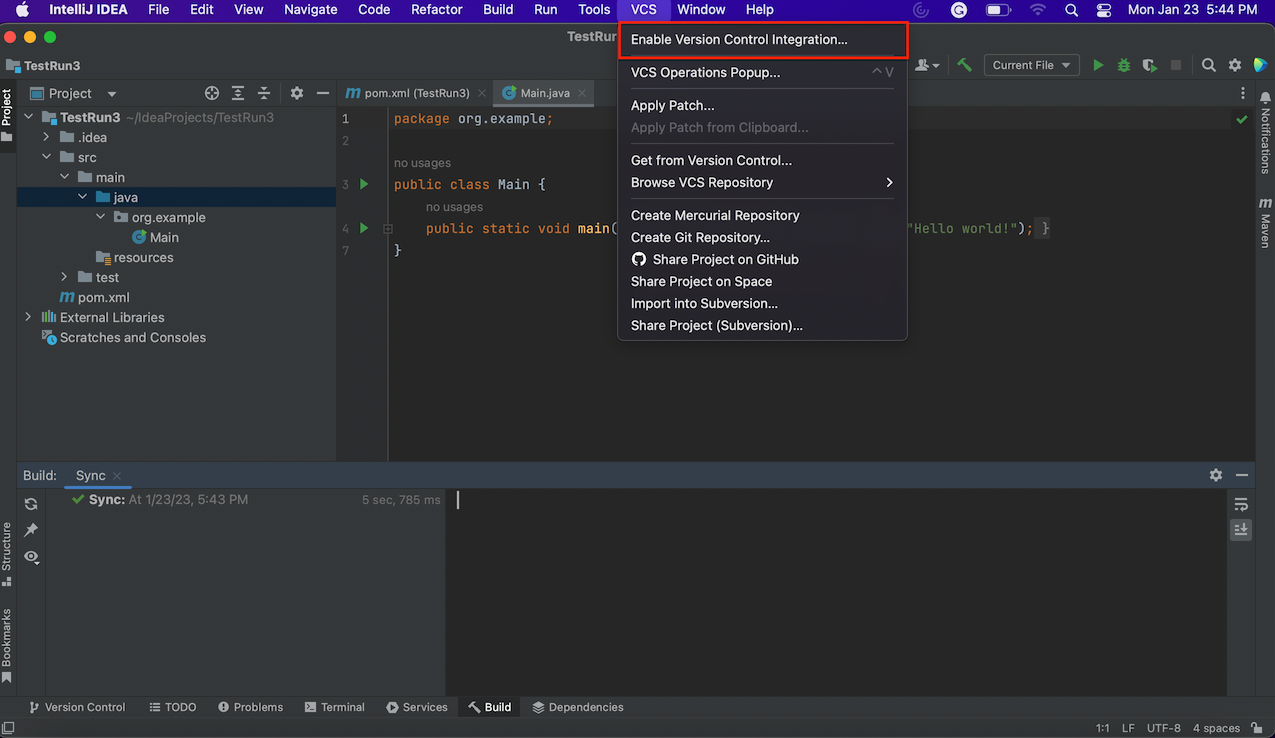 IntelliJ IDEA File Edit View Navigate Code Refactor Build Run Tools VCS Window Help Mon Jan 23 5:44 PM
TestRun
Enable Version Control Integration...
VCS Operations Popup... ^V
Apply Patch...
Apply Patch from Clipboard...
Get from Version Control...
Browse VCS Repository
Create Mercurial Repository
Create Git Repository...
Share Project on GitHub
Share Project on Space
Import into Subversion...
Share Project (Subversion)...
TestRun3
Current File
Project
Project
pom.xml (TestRun3)
Main.java
TestRun3 ~/IdeaProjects/TestRun3
.idea
src
main
java
org.example
Main
resources
test
pom.xml
External Libraries
Scratches and Consoles
1 package org.example;
2
no usages
3 public class Main {
no usages
4 public static void main( "Hello world!"); }
7 }
Notifications
Maven
Build: Sync
Sync: At 1/23/23, 5:43 PM 5 sec, 785 ms
Structure
Bookmarks
Version Control TODO Problems Terminal Services Build Dependencies
1:1 LF UTF-8 4 spaces